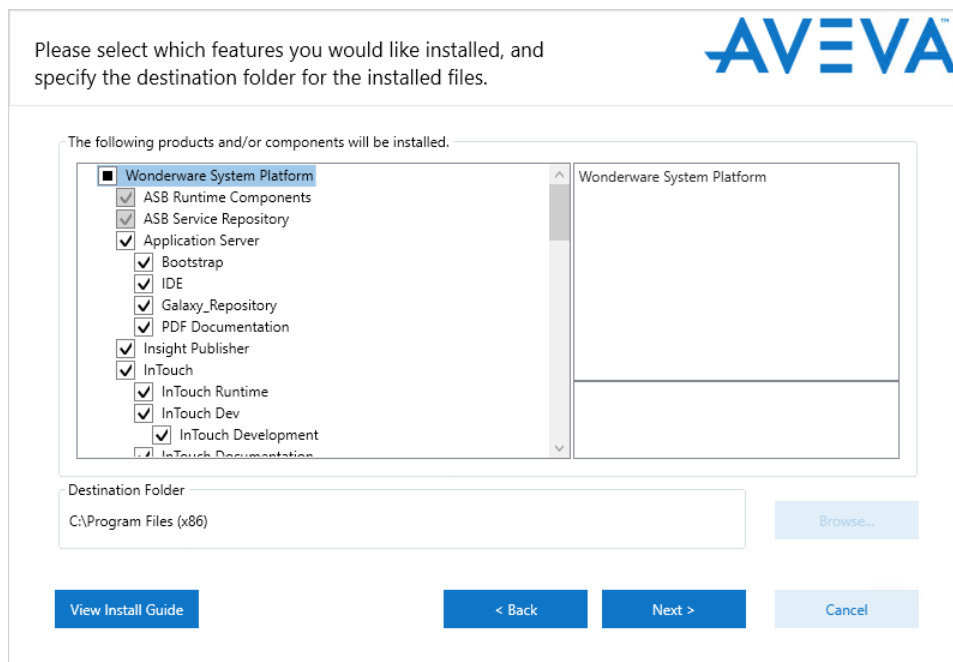 Please select which features you would like installed, and
specify the destination folder for the installed files.
AVEVA™
The following products and/or components will be installed.
Wonderware System Platform
ASB Runtime Components
ASB Service Repository
Application Server
Bootstrap
IDE
Galaxy_Repository
PDF Documentation
Insight Publisher
InTouch
InTouch Runtime
InTouch Dev
InTouch Development
InTouch Documentation
Wonderware System Platform
Destination Folder
C:\Program Files (x86)
Browse...
View Install Guide
< Back
Next >
Cancel